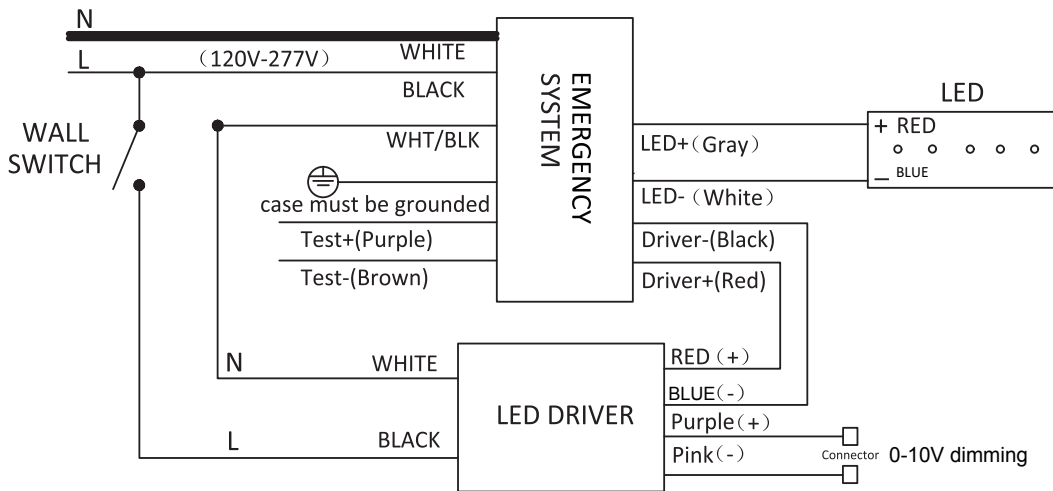 N
WHITE
L
(120V-277V)
BLACK
WALL
SWITCH
WHT/BLK
case must be grounded
Test+(Purple)
Test-(Brown)
EMERGENCY
SYSTEM
LED+(Gray)
LED-(White)
Driver-(Black)
Driver+(Red)
LED
+ RED
− BLUE
N
WHITE
L
BLACK
LED DRIVER
RED(+)
BLUE(-)
Purple(+)
Pink(-)
Connector
0-10V dimming